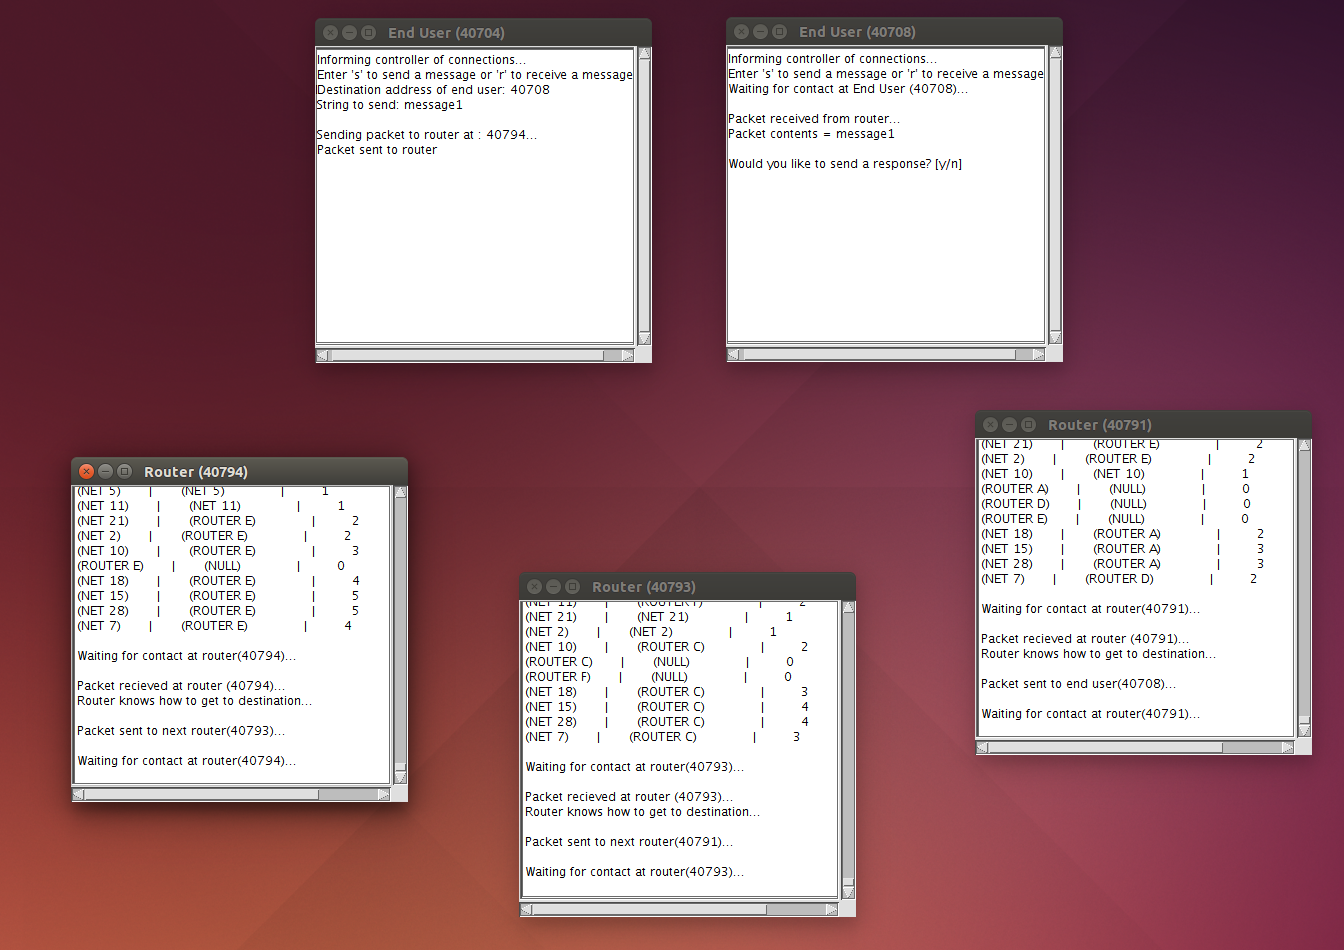 End User (40704)
Informing controller of connections...
Enter 's' to send a message or 'r' to receive a message
Destination address of end user: 40708
String to send: message1
Sending packet to router at : 40794...
Packet sent to router
End User (40708)
Informing controller of connections...
Enter 's' to send a message or 'r' to receive a message
Waiting for contact at End User (40708)...
Packet received from router...
Packet contents = message1
Would you like to send a response? [y/n]
Router (40794)
(NET 5) | (NET 5) | 1
(NET 11) | (NET 11) | 1
(NET 21) | (ROUTER E) | 2
(NET 2) | (ROUTER E) | 2
(NET 10) | (ROUTER E) | 3
(ROUTER E) | (NULL) | 0
(NET 18) | (ROUTER E) | 4
(NET 15) | (ROUTER E) | 5
(NET 28) | (ROUTER E) | 5
(NET 7) | (ROUTER E) | 4
Waiting for contact at router(40794)...
Packet recieved at router (40794)...
Router knows how to get to destination...
Packet sent to next router(40793)...
Waiting for contact at router(40794)...
Router (40793)
(NET 11) | (ROUTER F) | 2
(NET 21) | (NET 21) | 1
(NET 2) | (NET 2) | 1
(NET 10) | (ROUTER C) | 2
(ROUTER C) | (NULL) | 0
(ROUTER F) | (NULL) | 0
(NET 18) | (ROUTER C) | 3
(NET 15) | (ROUTER C) | 4
(NET 28) | (ROUTER C) | 4
(NET 7) | (ROUTER C) | 3
Waiting for contact at router(40793)...
Packet recieved at router (40793)...
Router knows how to get to destination...
Packet sent to next router(40791)...
Waiting for contact at router(40793)...
Router (40791)
(NET 21) | (ROUTER E) | 2
(NET 2) | (ROUTER E) | 2
(NET 10) | (NET 10) | 1
(ROUTER A) | (NULL) | 0
(ROUTER D) | (NULL) | 0
(ROUTER E) | (NULL) | 0
(NET 18) | (ROUTER A) | 2
(NET 15) | (ROUTER A) | 3
(NET 28) | (ROUTER A) | 3
(NET 7) | (ROUTER D) | 2
Waiting for contact at router(40791)...
Packet recieved at router (40791)...
Router knows how to get to destination...
Packet sent to end user(40708)...
Waiting for contact at router(40791)...